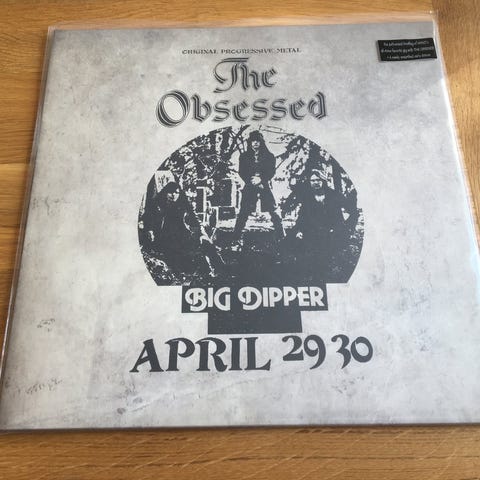 ORIGINAL PROGRESSIVE METAL
The
Obsessed
BIG DIPPER
APRIL 29 30